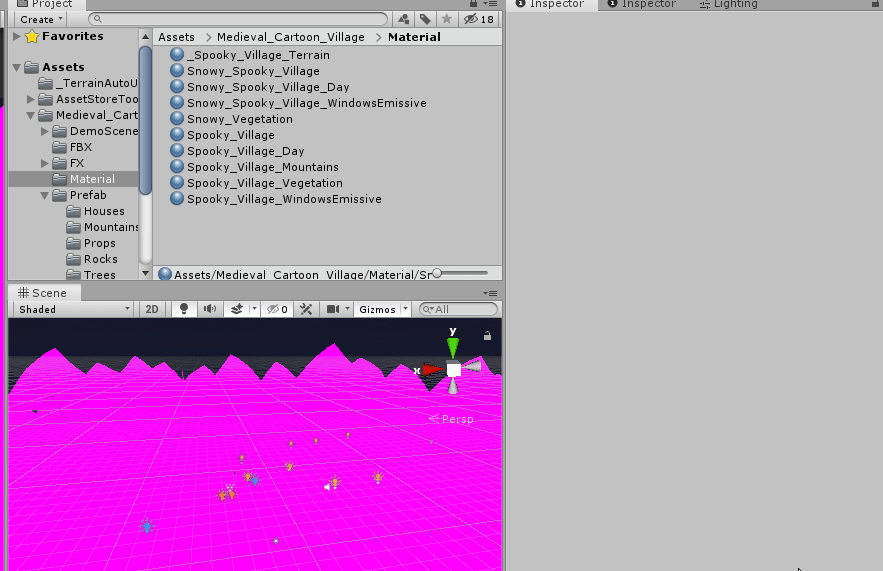 Project
Inspector
Inspector
Lighting
Create
18
Favorites
Assets > Medieval_Cartoon_Village > Material
Assets
_TerrainAutoU
AssetStoreToo
Medieval_Cart
DemoScene
FBX
FX
Material
Prefab
Houses
Mountains
Props
Rocks
Trees
_Spooky_Village_Terrain
Snowy_Spooky_Village
Snowy_Spooky_Village_Day
Snowy_Spooky_Village_WindowsEmissive
Snowy_Vegetation
Spooky_Village
Spooky_Village_Day
Spooky_Village_Mountains
Spooky_Village_Vegetation
Spooky_Village_WindowsEmissive
Assets/Medieval_Cartoon_Village/Material/Sn
Scene
Shaded
2D
0
Gizmos
All
y
x
Persp